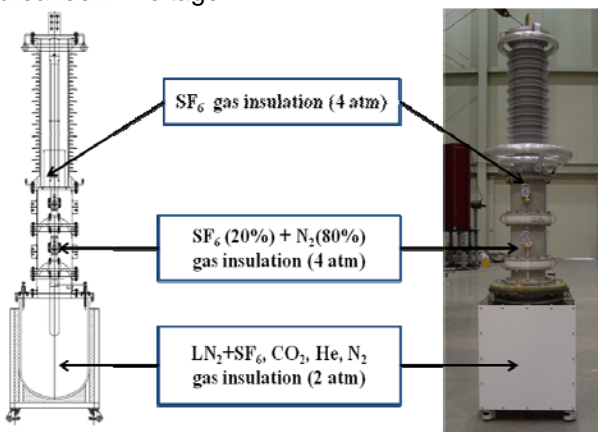 SF₆ gas insulation (4 atm)
SF₆ (20%) + N₂(80%)
gas insulation (4 atm)
LN₂+SF₆, CO₂, He, N₂
gas insulation (2 atm)